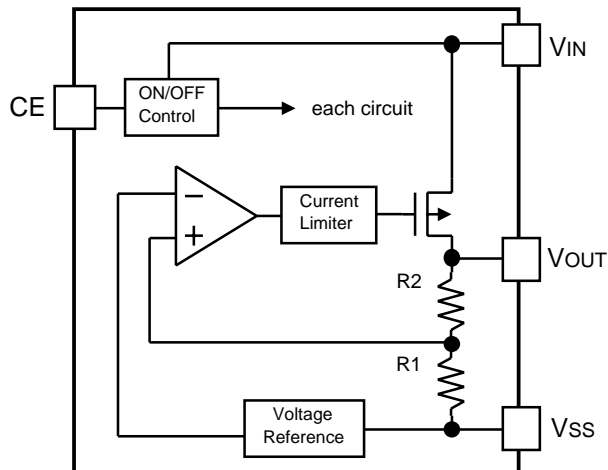 VIN
CE
ON/OFF
Control
each circuit
−
+
Current
Limiter
VOUT
R2
R1
Voltage
Reference
VSS